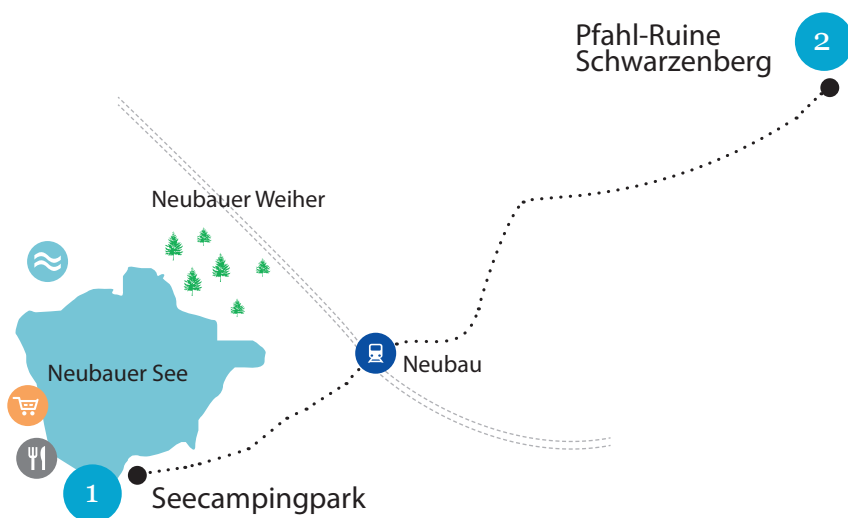 Pfahl-Ruine
Schwarzenberg
2
Neubauer Weiher
Neubauer See
Neubau
1
Seecampingpark